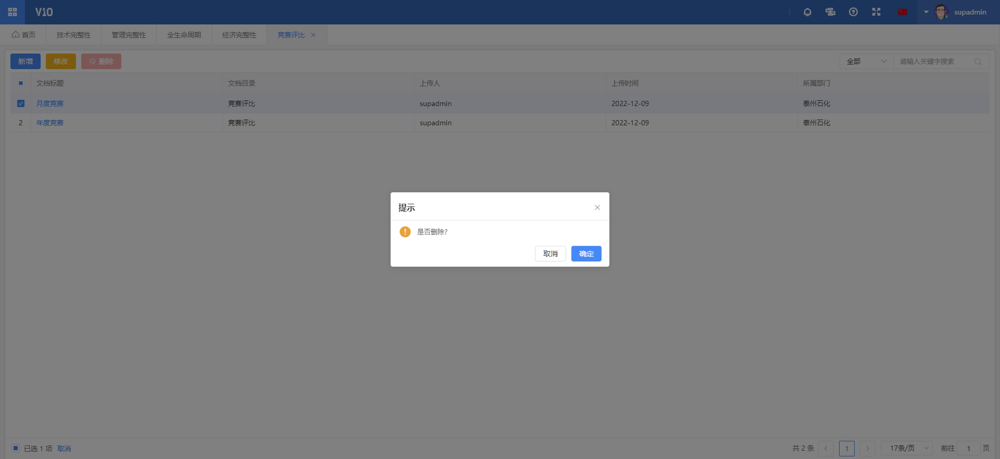 V10
supadmin
首页
技术完整性
管理完整性
全生命周期
经济完整性
竞赛评比
新增
修改
删除
全部
请输入关键字搜索
文档标题
文档目录
上传人
上传时间
所属部门
月度竞赛
竞赛评比
supadmin
2022-12-09
泰州石化
2
年度竞赛
竞赛评比
supadmin
2022-12-09
泰州石化
提示
是否删除?
取消
确定
已选 1 项
取消
共 2 条
1
17条/页
前往
1
页